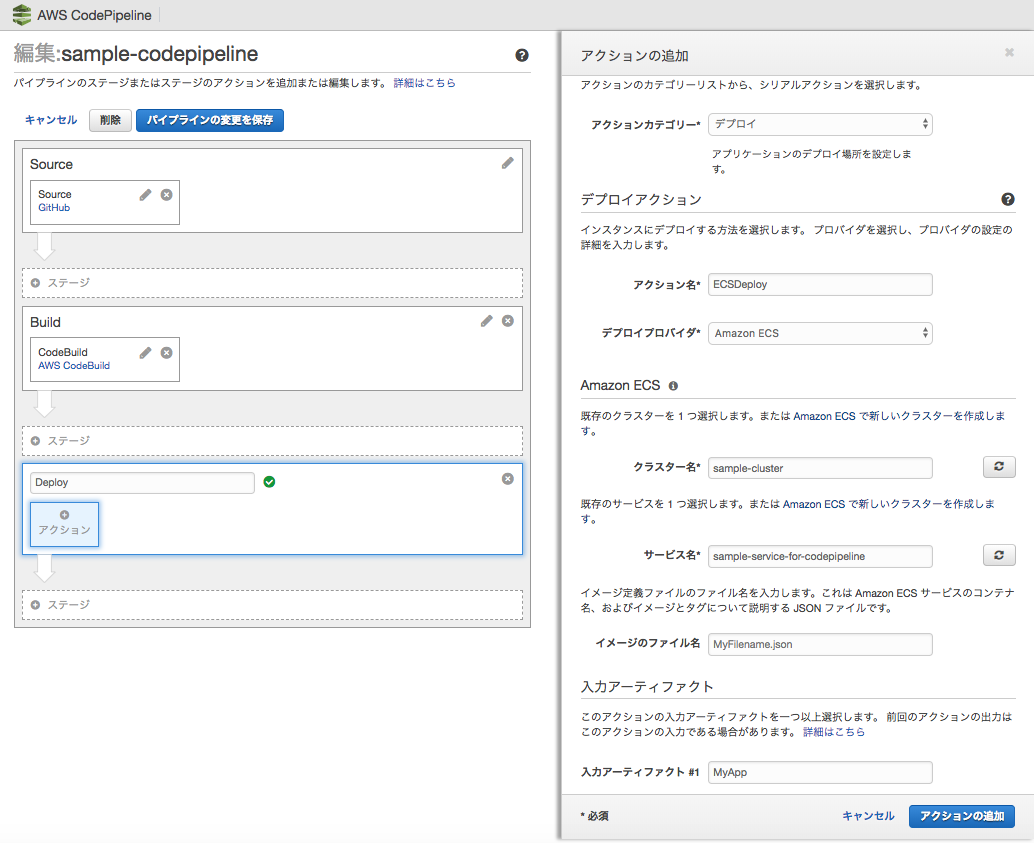 AWS CodePipeline
編集:sample-codepipeline
パイプラインのステージまたはステージのアクションを追加または編集します。 詳細はこちら
キャンセル 削除 パイプラインの変更を保存
Source
Source
GitHub
ステージ
Build
CodeBuild
AWS CodeBuild
ステージ
Deploy
アクション
ステージ
アクションの追加
アクションのカテゴリーリストから、シリアルアクションを選択します。
アクションカテゴリー* デプロイ
アプリケーションのデプロイ場所を設定しま
す。
デプロイアクション
インスタンスにデプロイする方法を選択します。 プロバイダを選択し、プロバイダの設定の
詳細を入力します。
アクション名* ECSDeploy
デプロイプロバイダ* Amazon ECS
Amazon ECS
既存のクラスターを 1 つ選択します。または Amazon ECS で新しいクラスターを作成しま
す。
クラスター名* sample-cluster
既存のサービスを 1 つ選択します。または Amazon ECS で新しいクラスターを作成しま
す。
サービス名* sample-service-for-codepipeline
イメージ定義ファイルのファイル名を入力します。これは Amazon ECS サービスのコンテナ
名、およびイメージとタグについて説明する JSON ファイルです。
イメージのファイル名 MyFilename.json
入力アーティファクト
このアクションの入力アーティファクトを一つ以上選択します。 前回のアクションの出力は
このアクションの入力である場合があります。 詳細はこちら
入力アーティファクト #1 MyApp
* 必須 キャンセル アクションの追加